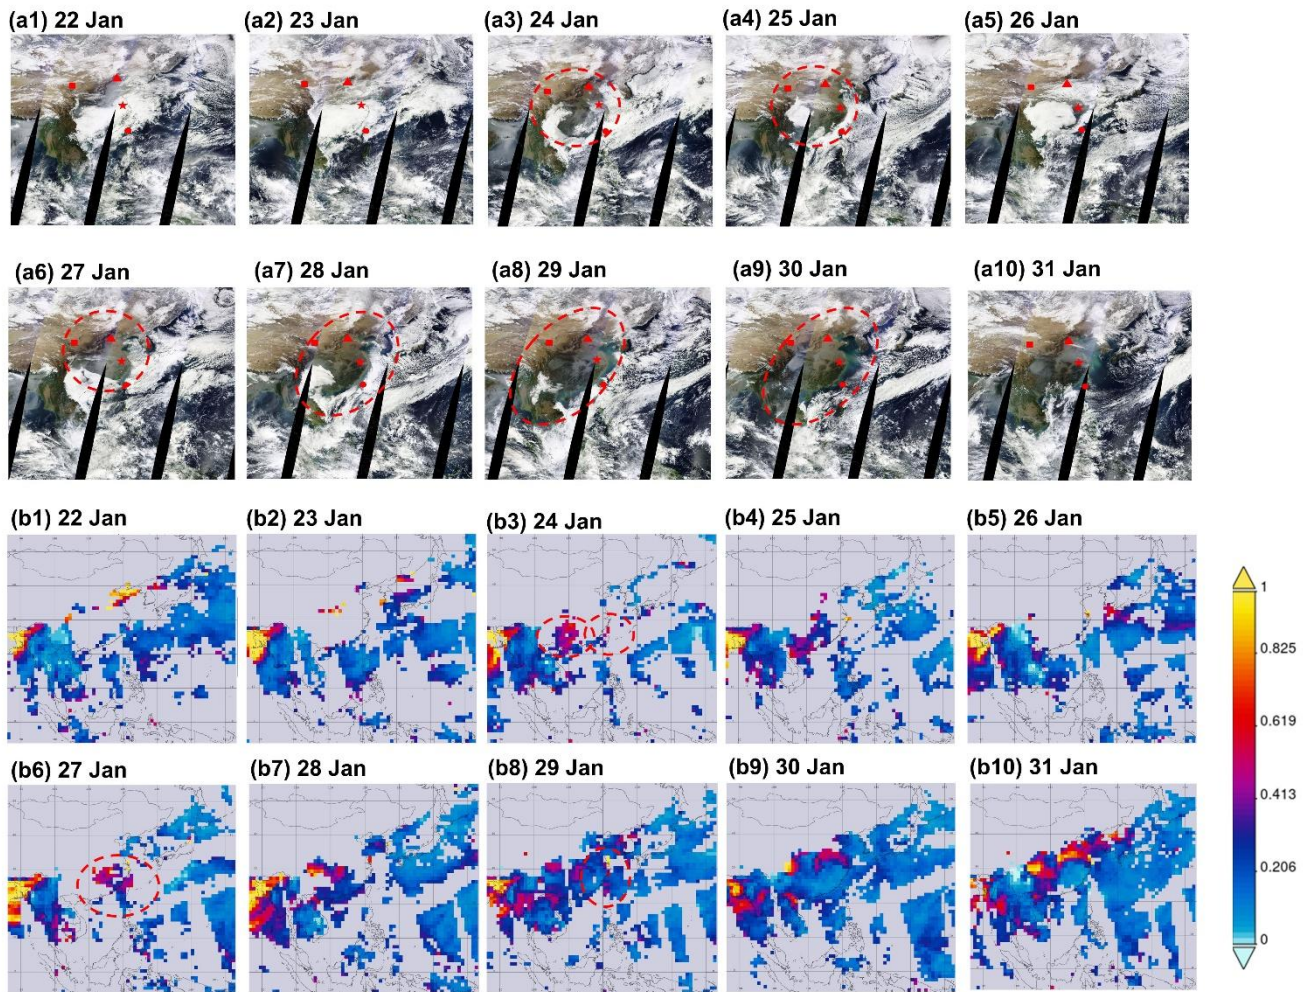 (a1) 22 Jan
(a2) 23 Jan
(a3) 24 Jan
(a4) 25 Jan
(a5) 26 Jan
(a6) 27 Jan
(a7) 28 Jan
(a8) 29 Jan
(a9) 30 Jan
(a10) 31 Jan
(b1) 22 Jan
(b2) 23 Jan
(b3) 24 Jan
(b4) 25 Jan
(b5) 26 Jan
(b6) 27 Jan
(b7) 28 Jan
(b8) 29 Jan
(b9) 30 Jan
(b10) 31 Jan
1
0.825
0.619
0.413
0.206
0